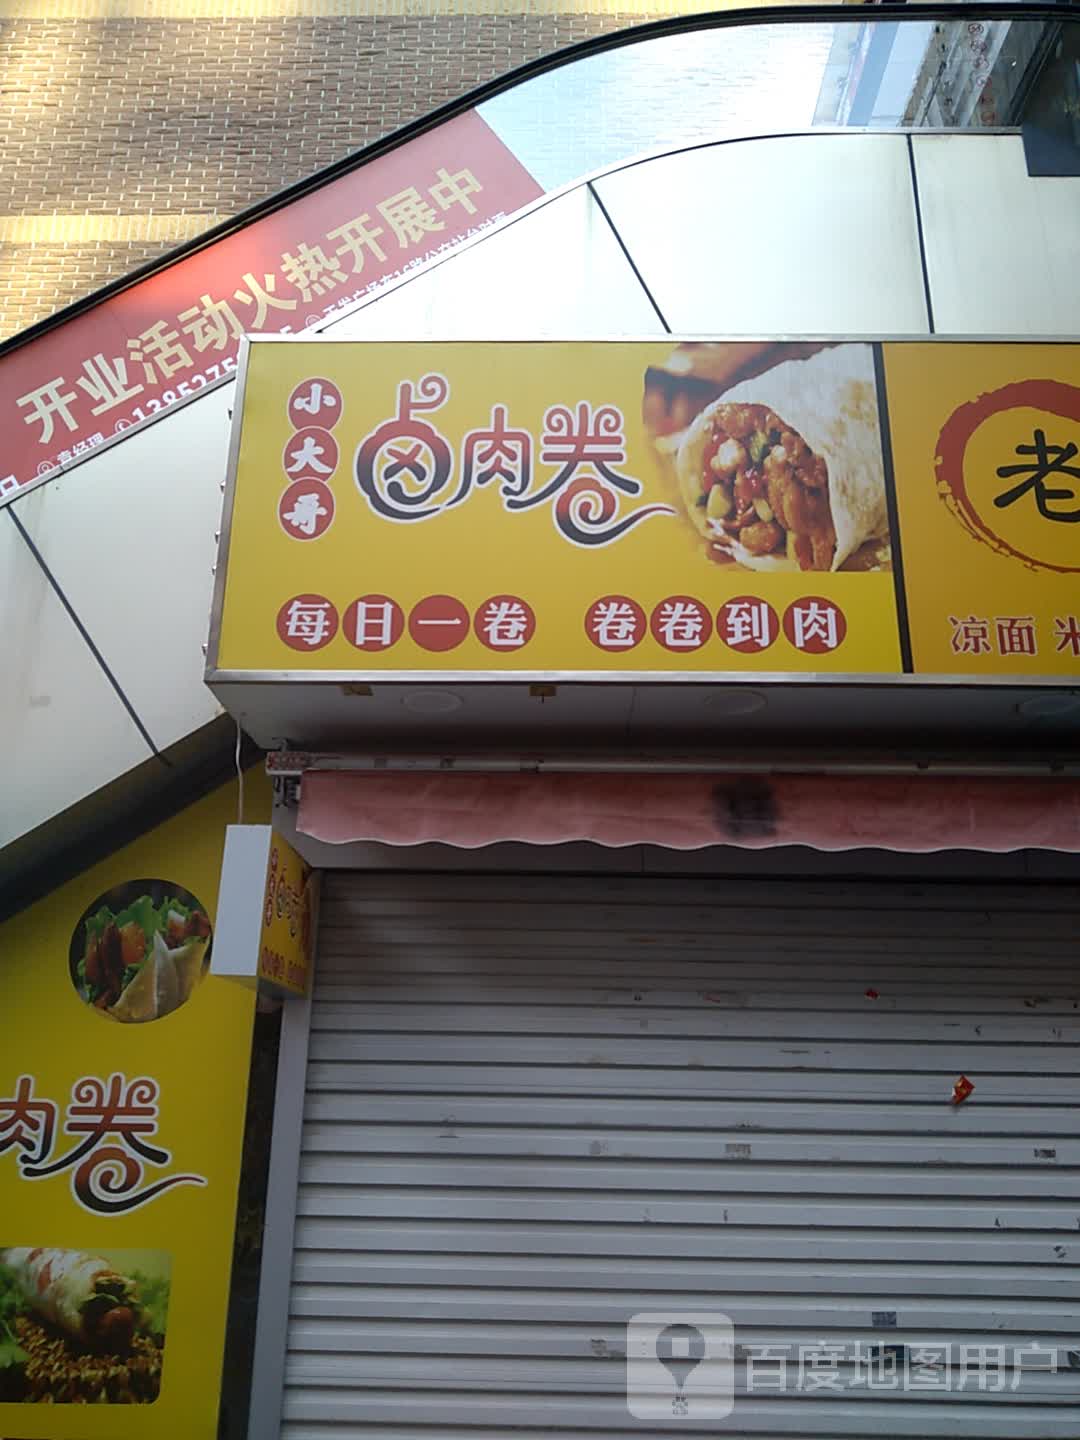 开业活动火热开展中
小大哥
卤肉卷
每日一卷 卷卷到肉
老
凉面 米
肉卷
百度地图用户